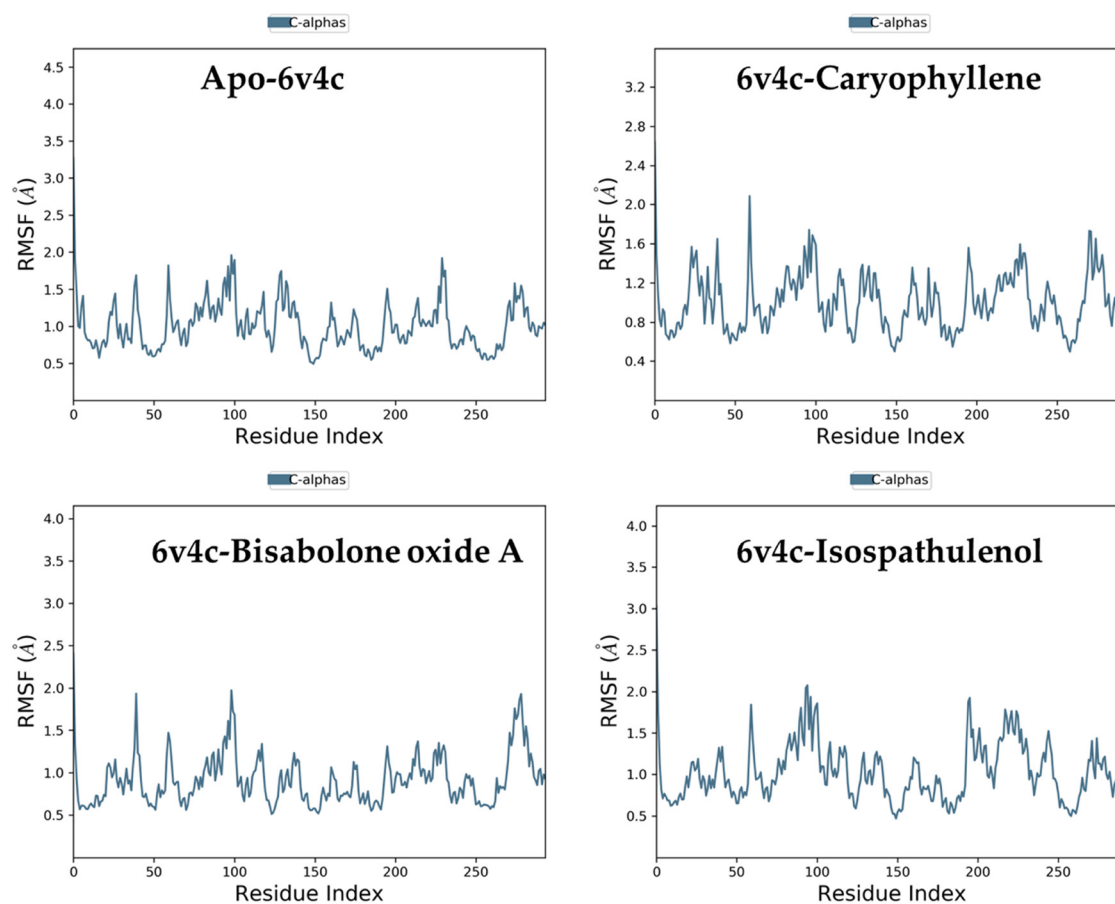 C-alphas
Apo-6v4c
RMSF (Å)
4.5
4.0
3.5
3.0
2.5
2.0
1.5
1.0
0.5
0 50 100 150 200 250
Residue Index
C-alphas
6v4c-Caryophyllene
RMSF (Å)
3.2
2.8
2.4
2.0
1.6
1.2
0.8
0.4
0 50 100 150 200 250
Residue Index
C-alphas
6v4c-Bisabolone oxide A
RMSF (Å)
4.0
3.5
3.0
2.5
2.0
1.5
1.0
0.5
0 50 100 150 200 250
Residue Index
C-alphas
6v4c-Isospathulenol
RMSF (Å)
4.0
3.5
3.0
2.5
2.0
1.5
1.0
0.5
0 50 100 150 200 250
Residue Index